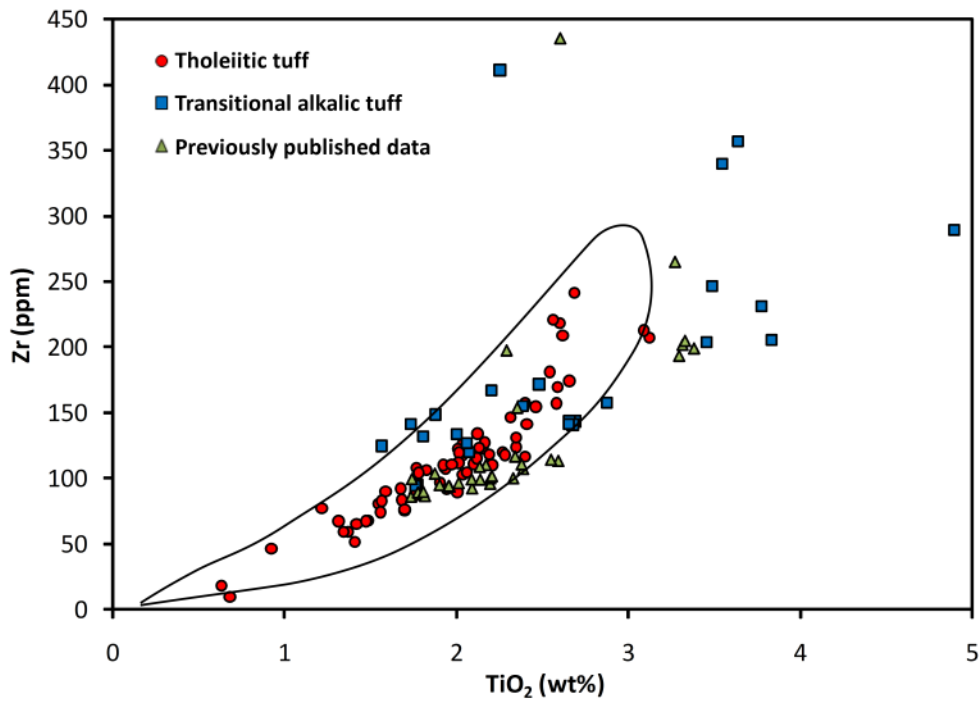 450
400
350
300
250
200
150
100
50
0
Zr (ppm)
Tholeiitic tuff
Transitional alkalic tuff
Previously published data
0 1 2 3 4 5
TiO₂ (wt%)